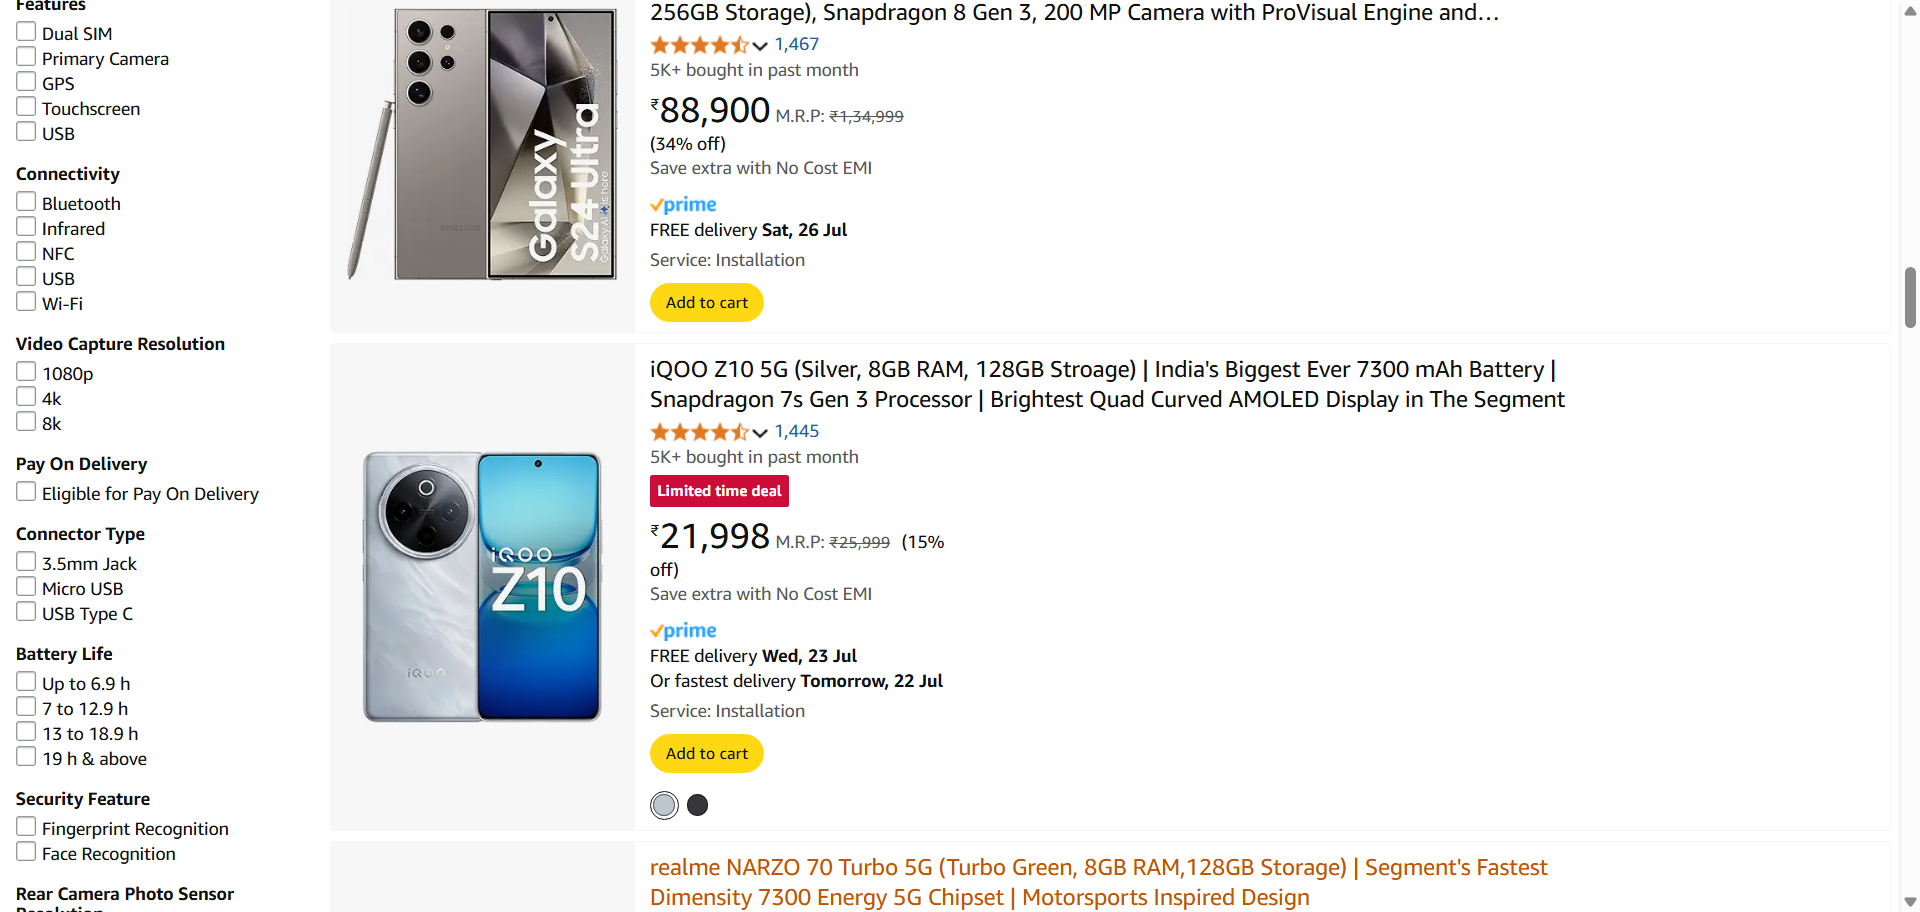 Features
Dual SIM
Primary Camera
GPS
Touchscreen
USB
Connectivity
Bluetooth
Infrared
NFC
USB
Wi-Fi
Video Capture Resolution
1080p
4k
8k
Pay On Delivery
Eligible for Pay On Delivery
Connector Type
3.5mm Jack
Micro USB
USB Type C
Battery Life
Up to 6.9 h
7 to 12.9 h
13 to 18.9 h
19 h & above
Security Feature
Fingerprint Recognition
Face Recognition
Rear Camera Photo Sensor
Resolution
SAMSUNG
Galaxy
S24 Ultra
Galaxy AI is here
256GB Storage), Snapdragon 8 Gen 3, 200 MP Camera with ProVisual Engine and…
1,467
5K+ bought in past month
₹88,900 M.R.P: ₹1,34,999
(34% off)
Save extra with No Cost EMI
prime
FREE delivery Sat, 26 Jul
Service: Installation
Add to cart
iQOO
Z10
iQOO
iQOO Z10 5G (Silver, 8GB RAM, 128GB Stroage) | India's Biggest Ever 7300 mAh Battery |
Snapdragon 7s Gen 3 Processor | Brightest Quad Curved AMOLED Display in The Segment
1,445
5K+ bought in past month
Limited time deal
₹21,998 M.R.P: ₹25,999 (15%
off)
Save extra with No Cost EMI
prime
FREE delivery Wed, 23 Jul
Or fastest delivery Tomorrow, 22 Jul
Service: Installation
Add to cart
realme NARZO 70 Turbo 5G (Turbo Green, 8GB RAM,128GB Storage) | Segment's Fastest
Dimensity 7300 Energy 5G Chipset | Motorsports Inspired Design